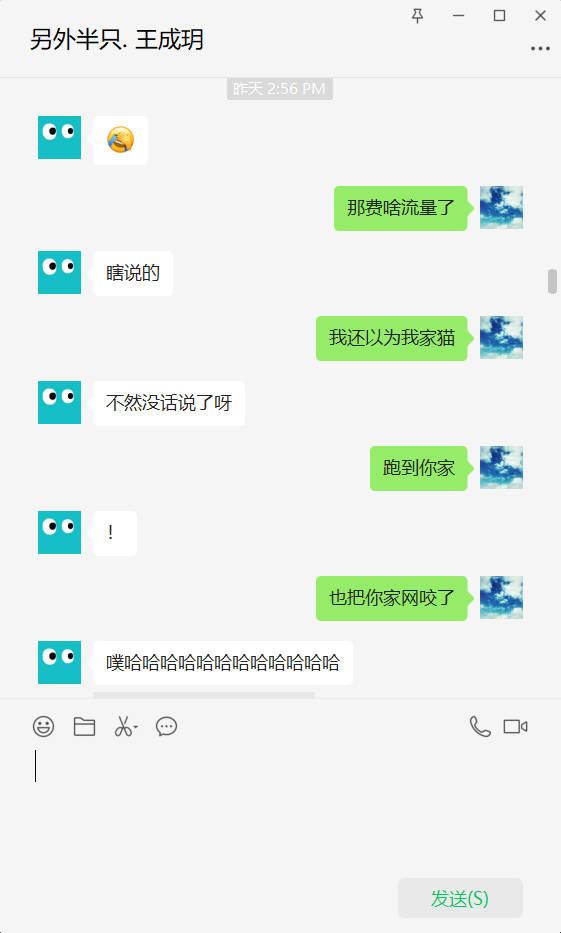 另外半只. 王成玥
昨天 2:56 PM
那费啥流量了
瞎说的
我还以为我家猫
不然没话说了呀
跑到你家
！
也把你家网咬了
噗哈哈哈哈哈哈哈哈哈哈哈哈
发送(S)